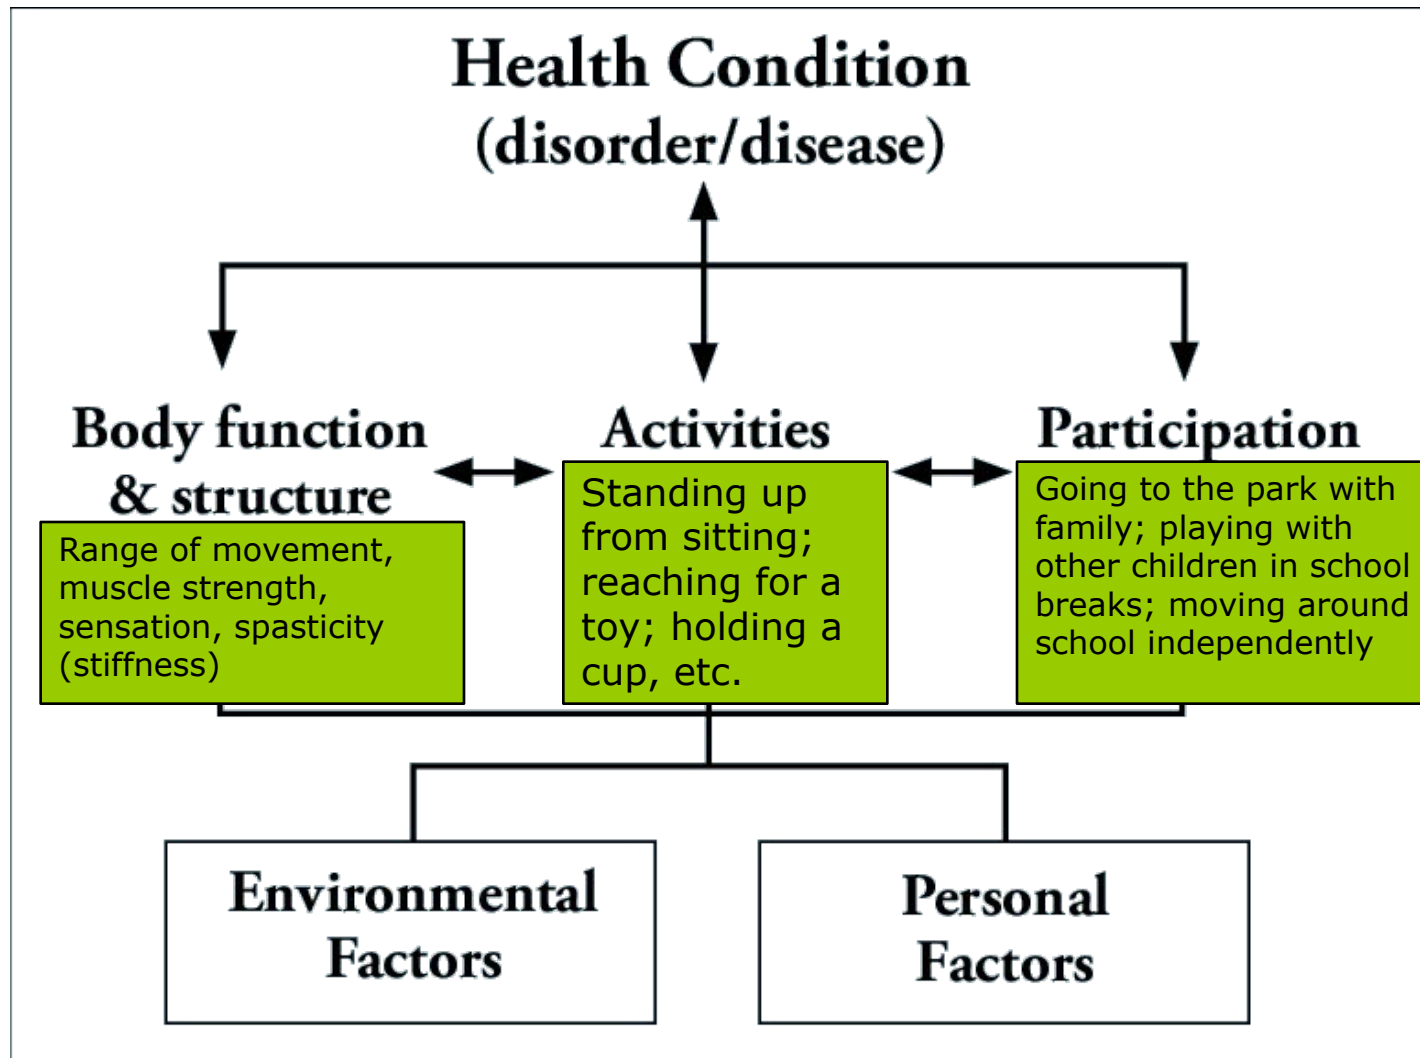 Health Condition
(disorder/disease)
Body function
& structure
Activities
Participation
Range of movement,
muscle strength,
sensation, spasticity
(stiffness)
Standing up
from sitting;
reaching for a
toy; holding a
cup, etc.
Going to the park with
family; playing with
other children in school
breaks; moving around
school independently
Environmental
Factors
Personal
Factors